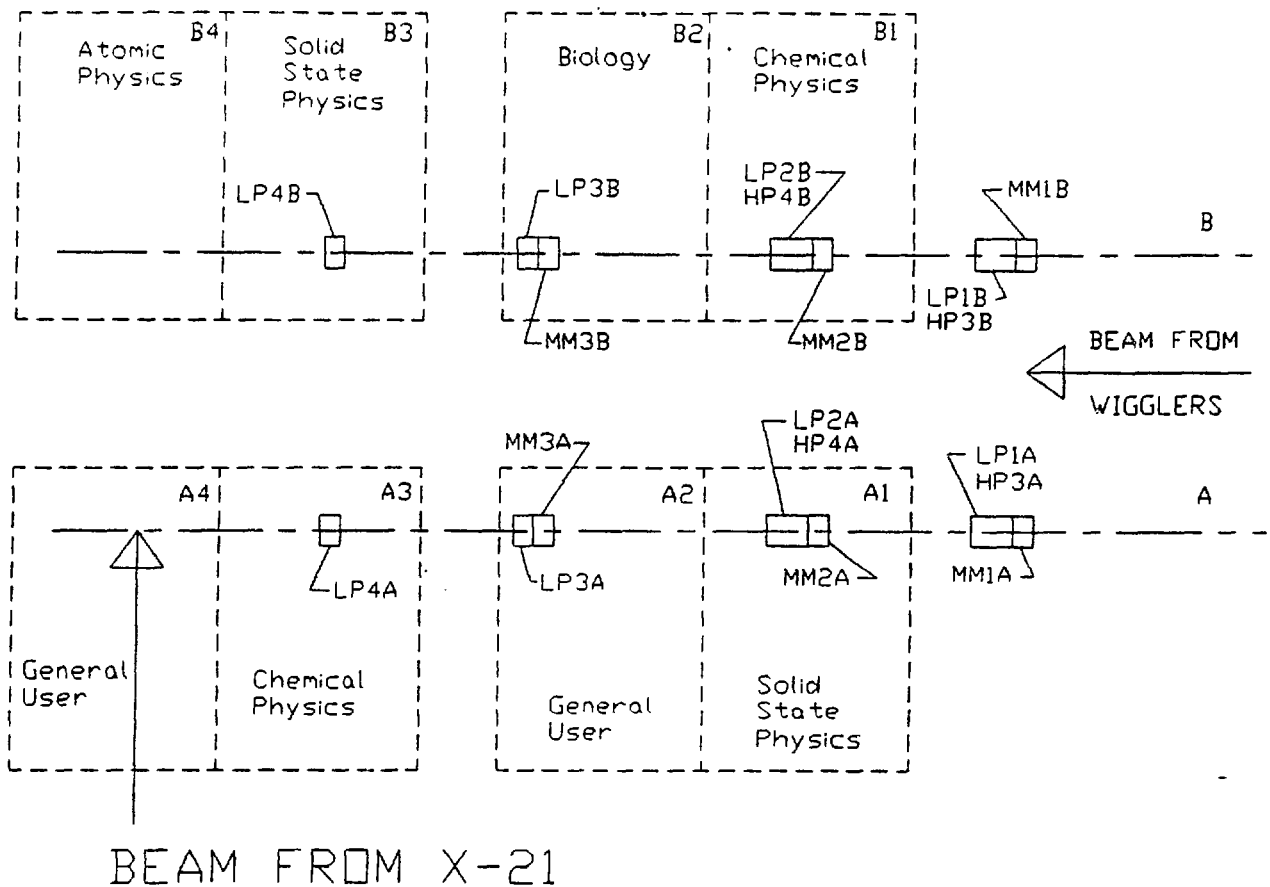 B4
Atomic
Physics
B3
Solid
State
Physics
B2
Biology
B1
Chemical
Physics
LP4B
LP3B
LP2B
HP4B
MM1B
B
MM3B
MM2B
LP1B
HP3B
BEAM FROM
WIGGLERS
MM3A
LP2A
HP4A
LP1A
HP3A
A4
A3
A2
A1
A
LP4A
LP3A
MM2A
MM1A
General
User
Chemical
Physics
General
User
Solid
State
Physics
BEAM FROM X-21